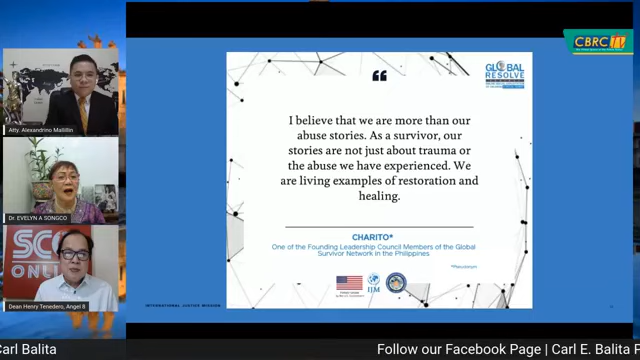 CBRC TV
GLOBAL
RESOLVE
❝
I believe that we are more than our
abuse stories. As a survivor, our
stories are not just about trauma or
the abuse we have experienced. We
are living examples of restoration and
healing.
CHARITO*
One of the Founding Leadership Council Members of the Global
Survivor Network in the Philippines
*Pseudonym
IJM
INTERNATIONAL JUSTICE MISSION
Atty. Alexandrino Mallillin
Dr. EVELYN A SONGCO
ONLIN
Dean Henry Tenedero, Angel 8
Carl Balita
Follow our Facebook Page | Carl E. Balita